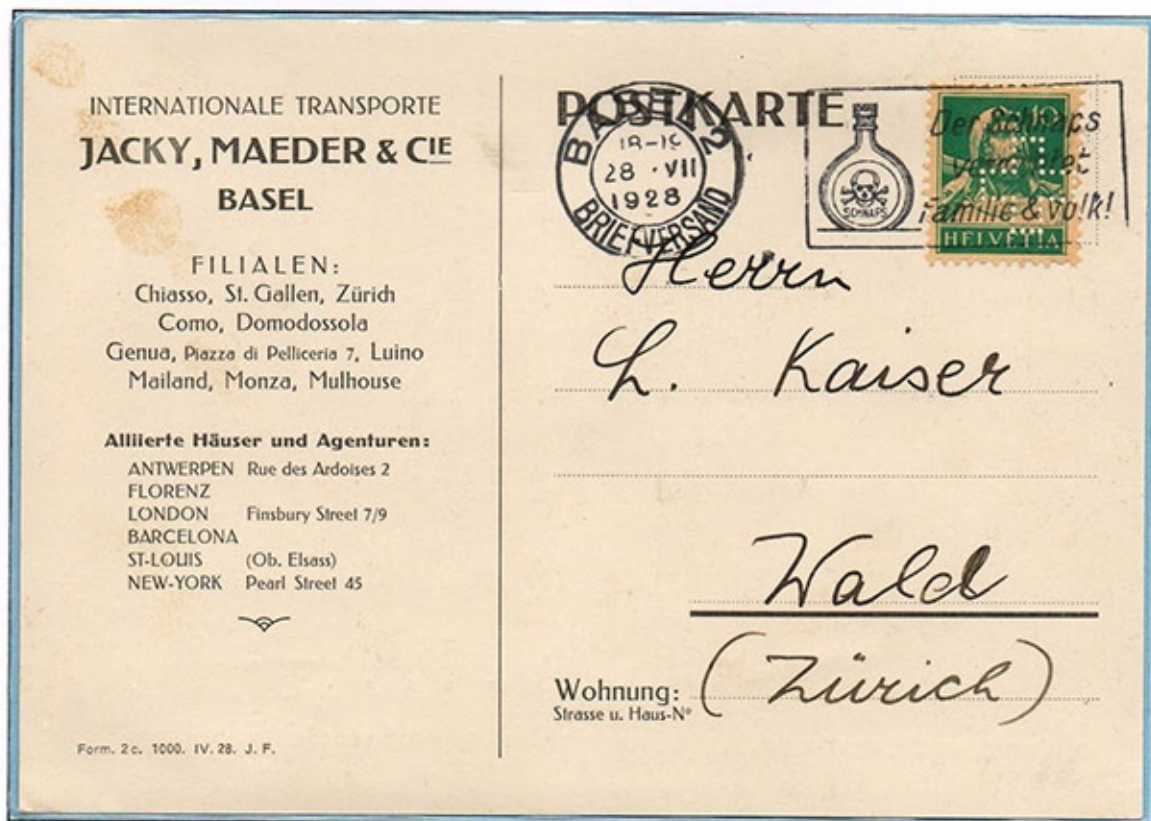 INTERNATIONALE TRANSPORTE
JACKY, MAEDER & CIE
BASEL
FILIALEN:
Chiasso, St. Gallen, Zürich
Como, Domodossola
Genua, Piazza di Pelliceria 7, Luino
Mailand, Monza, Mulhouse
Alliierte Häuser und Agenturen:
ANTWERPEN Rue des Ardoises 2
FLORENZ
LONDON Finsbury Street 7/9
BARCELONA
ST-LOUIS (Ob. Elsass)
NEW-YORK Pearl Street 45
Form. 2c. 1000. IV. 28. J. F.
POSTKARTE
BASEL 2
28 · VII
1928
BRIEFVERSAND
SCHNAPS
Der Schnaps
vernichtet
Familie & Volk!
10
HELVETIA
Herrn
L. Kaiser
Wald
(Zürich)
Wohnung:
Strasse u. Haus-Nº